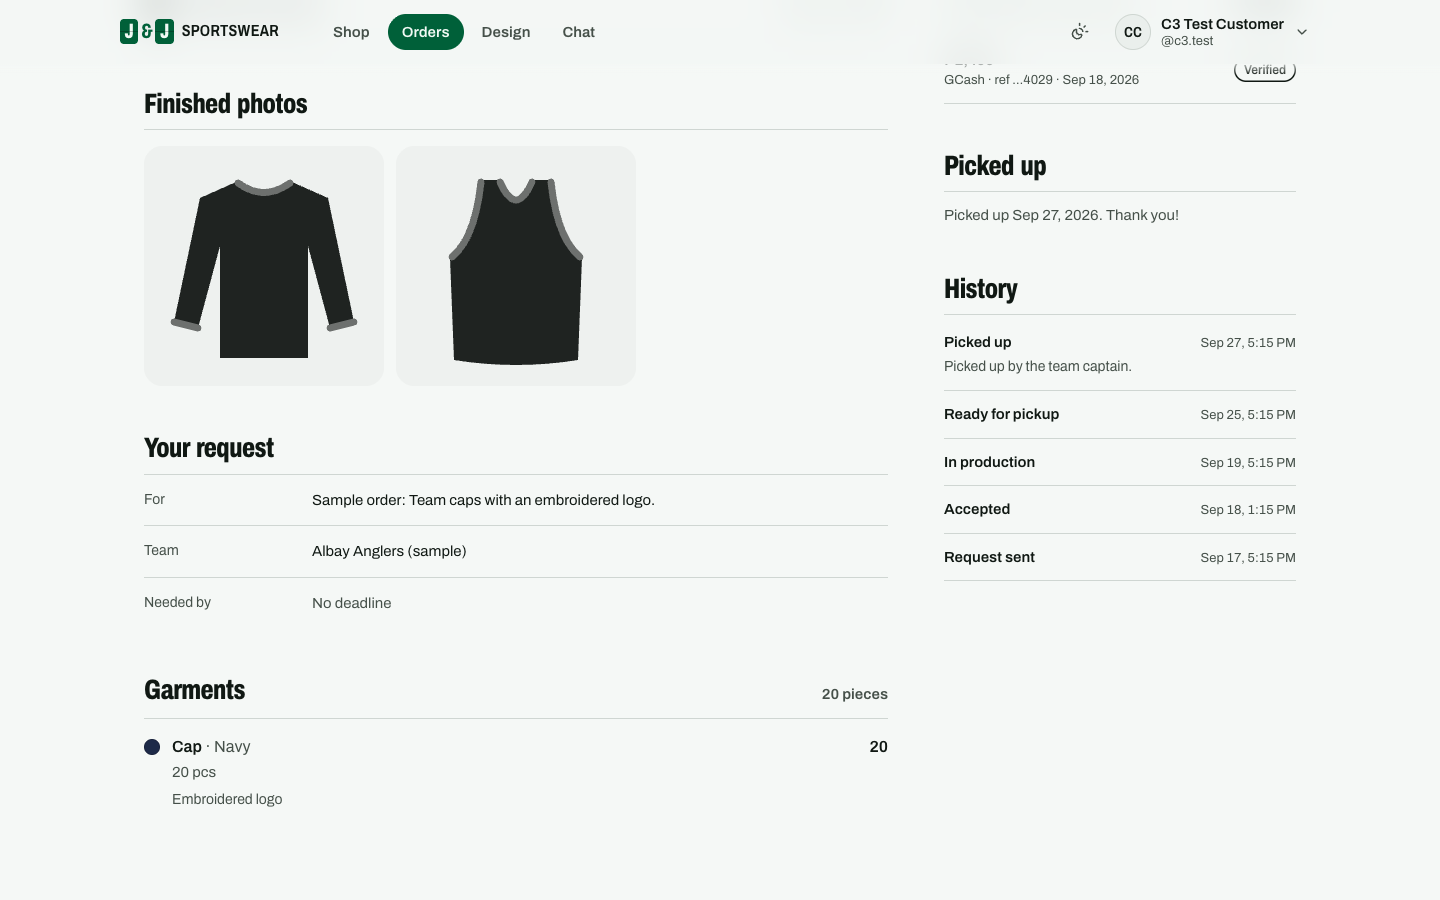 J & J SPORTSWEAR
Shop
Orders
Design
Chat
CC
C3 Test Customer
@c3.test
Verified
GCash · ref …4029 · Sep 18, 2026
Finished photos
Your request
For
Sample order: Team caps with an embroidered logo.
Team
Albay Anglers (sample)
Needed by
No deadline
Garments
20 pieces
Cap · Navy
20
20 pcs
Embroidered logo
Picked up
Picked up Sep 27, 2026. Thank you!
History
Picked up
Sep 27, 5:15 PM
Picked up by the team captain.
Ready for pickup
Sep 25, 5:15 PM
In production
Sep 19, 5:15 PM
Accepted
Sep 18, 1:15 PM
Request sent
Sep 17, 5:15 PM